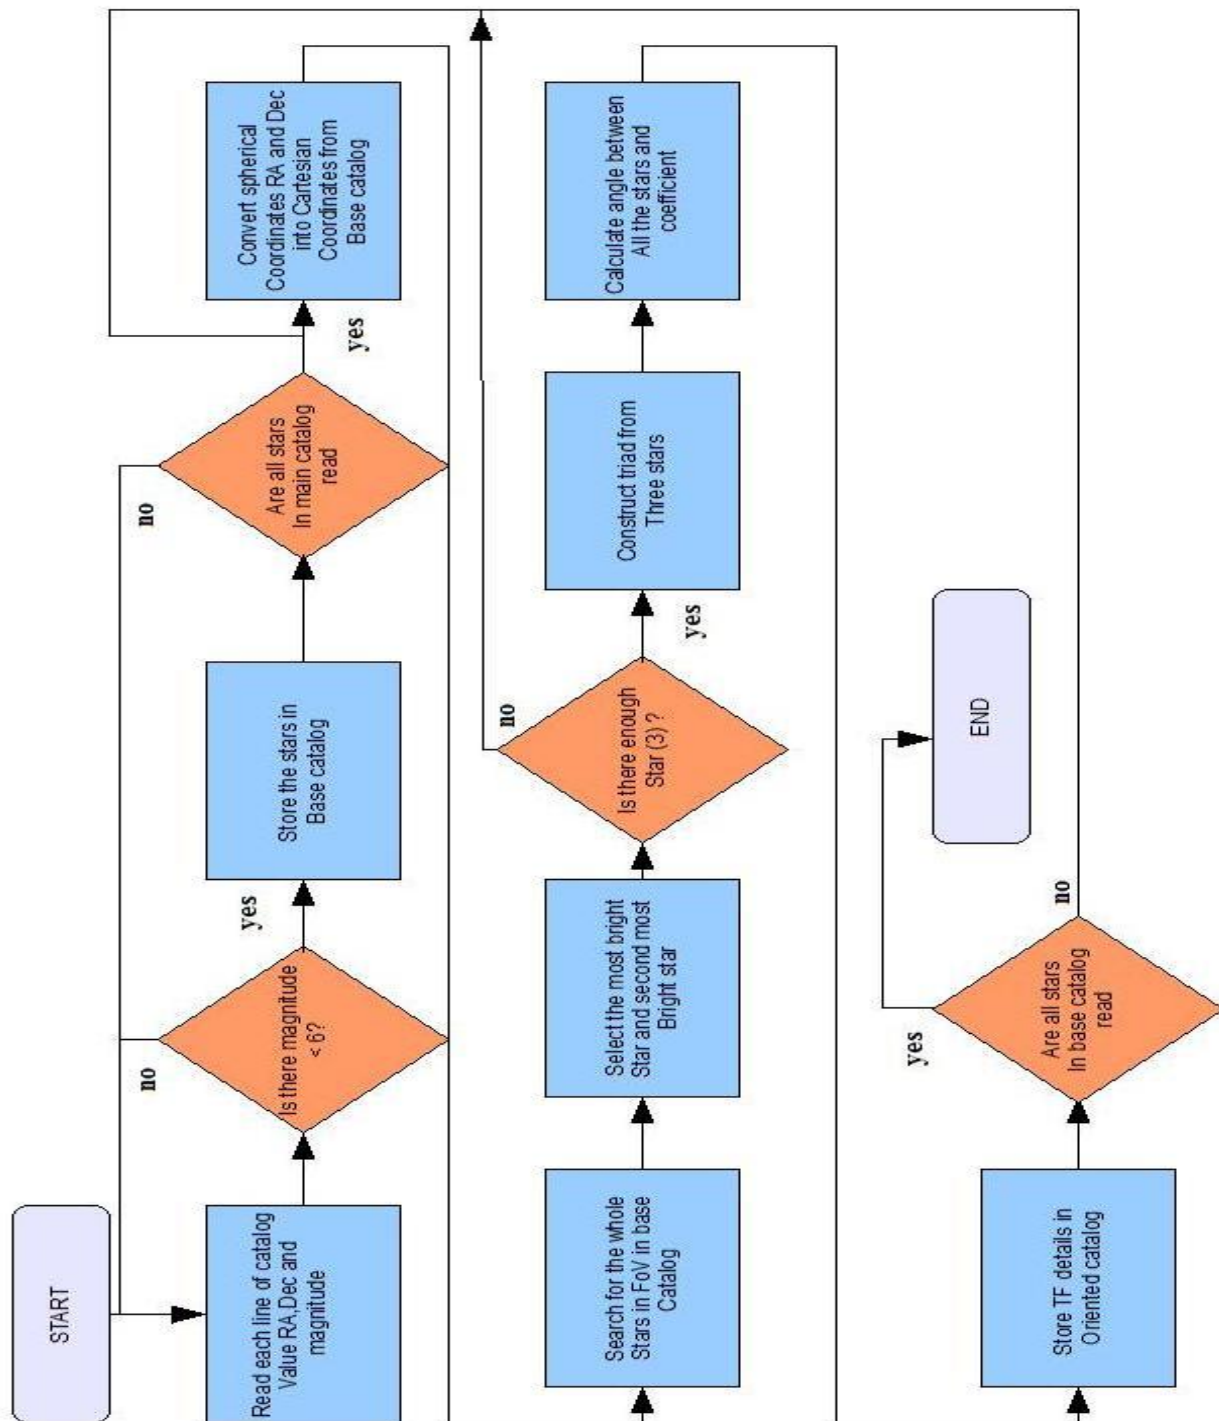 START
Read each line of catalog
Value RA,Dec and
magnitude
Is there magnitude
< 6?
no
yes
Store the stars in
Base catalog
Are all stars
In main catalog
read
no
yes
Convert spherical
Coordinates RA and Dec
into Cartesian
Coordinates from
Base catalog
Search for the whole
Stars in FoV in base
Catalog
Select the most bright
Star and second most
Bright star
Is there enough
Star (3) ?
no
yes
Construct triad from
Three stars
Calculate angle between
All the stars and
coefficient
Store TF details in
Oriented catalog
Are all stars
In base catalog
read
yes
no
END